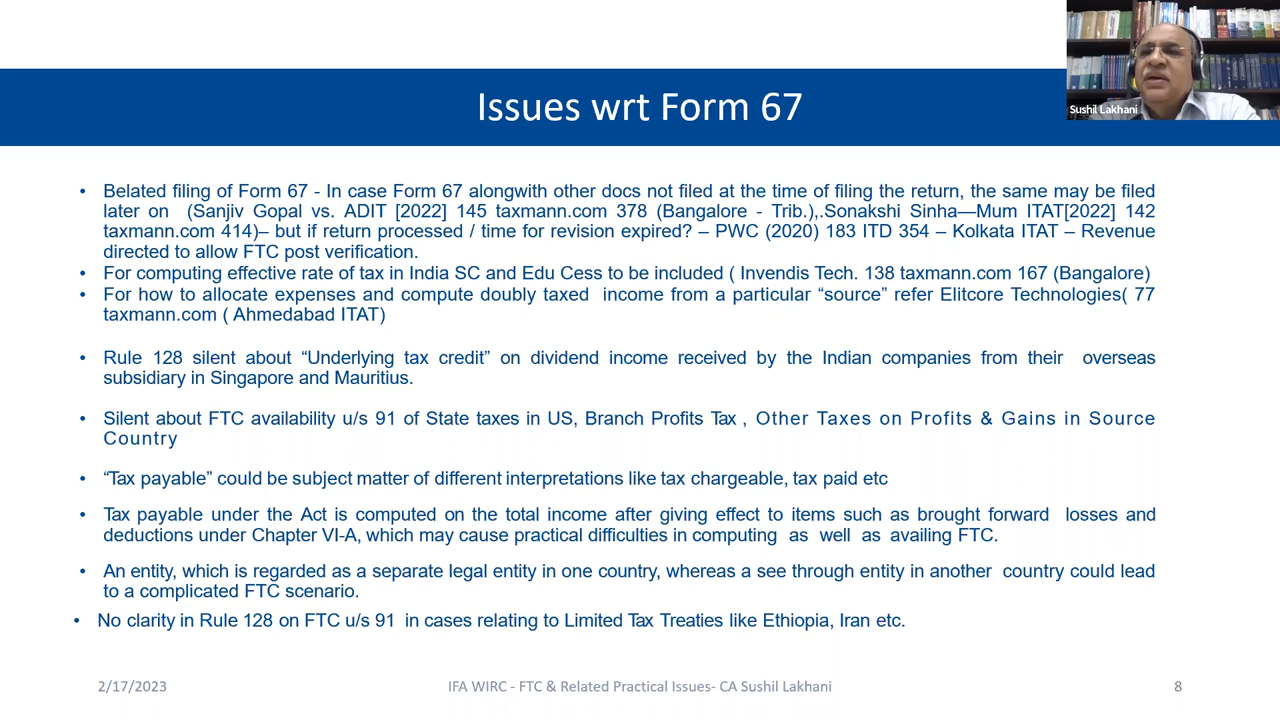 Sushil Lakhani
Issues wrt Form 67
• Belated filing of Form 67 - In case Form 67 alongwith other docs not filed at the time of filing the return, the same may be filed
later on (Sanjiv Gopal vs. ADIT [2022] 145 taxmann.com 378 (Bangalore - Trib.),.Sonakshi Sinha—Mum ITAT[2022] 142
taxmann.com 414)– but if return processed / time for revision expired? – PWC (2020) 183 ITD 354 – Kolkata ITAT – Revenue
directed to allow FTC post verification.
• For computing effective rate of tax in India SC and Edu Cess to be included ( Invendis Tech. 138 taxmann.com 167 (Bangalore)
• For how to allocate expenses and compute doubly taxed income from a particular “source” refer Elitcore Technologies( 77
taxmann.com ( Ahmedabad ITAT)
• Rule 128 silent about “Underlying tax credit” on dividend income received by the Indian companies from their overseas
subsidiary in Singapore and Mauritius.
• Silent about FTC availability u/s 91 of State taxes in US, Branch Profits Tax , Other Taxes on Profits & Gains in Source
Country
• “Tax payable” could be subject matter of different interpretations like tax chargeable, tax paid etc
• Tax payable under the Act is computed on the total income after giving effect to items such as brought forward losses and
deductions under Chapter VI-A, which may cause practical difficulties in computing as well as availing FTC.
• An entity, which is regarded as a separate legal entity in one country, whereas a see through entity in another country could lead
to a complicated FTC scenario.
• No clarity in Rule 128 on FTC u/s 91 in cases relating to Limited Tax Treaties like Ethiopia, Iran etc.
2/17/2023
IFA WIRC - FTC & Related Practical Issues- CA Sushil Lakhani
8